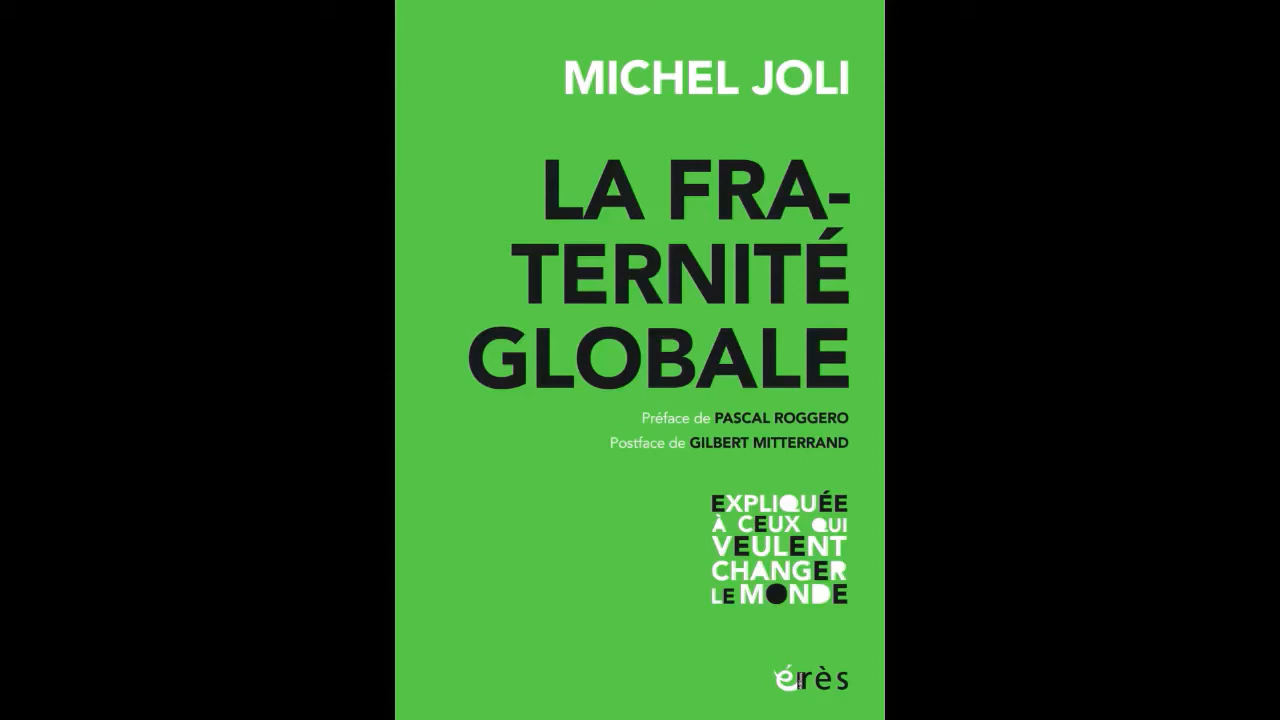 MICHEL JOLI
LA FRA-
TERNITÉ
GLOBALE
Préface de PASCAL ROGGERO
Postface de GILBERT MITTERRAND
EXPLIQUÉE
À CEUX QUI
VEULENT
CHANGER
LE MONDE
érès